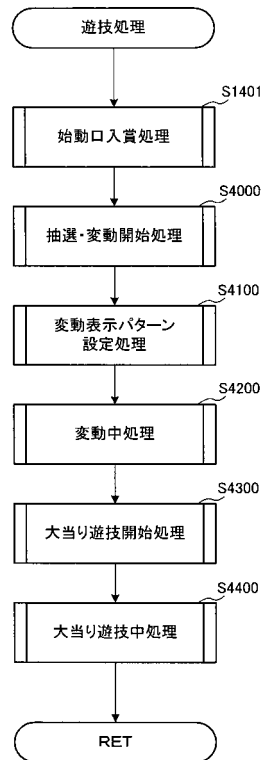 遊技処理
S1401
始動口入賞処理
S4000
抽選・変動開始処理
S4100
変動表示パターン
設定処理
S4200
変動中処理
S4300
大当り遊技開始処理
S4400
大当り遊技中処理
RET